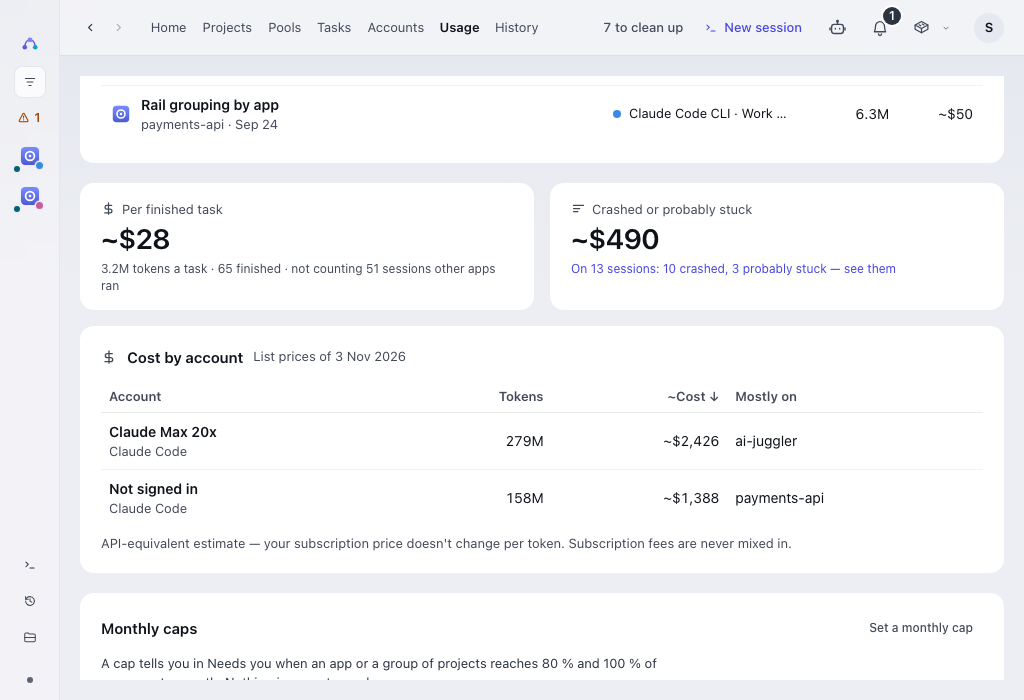 Home Projects Pools Tasks Accounts Usage History 7 to clean up New session 1 S
1
Rail grouping by app
payments-api · Sep 24
Claude Code CLI · Work ... 6.3M ~$50
Per finished task
~$28
3.2M tokens a task · 65 finished · not counting 51 sessions other apps
ran
Crashed or probably stuck
~$490
On 13 sessions: 10 crashed, 3 probably stuck — see them
Cost by account List prices of 3 Nov 2026
Account Tokens ~Cost ↓ Mostly on
Claude Max 20x
Claude Code
279M ~$2,426 ai-juggler
Not signed in
Claude Code
158M ~$1,388 payments-api
API-equivalent estimate — your subscription price doesn't change per token. Subscription fees are never mixed in.
Monthly caps Set a monthly cap
A cap tells you in Needs you when an app or a group of projects reaches 80 % and 100 % of